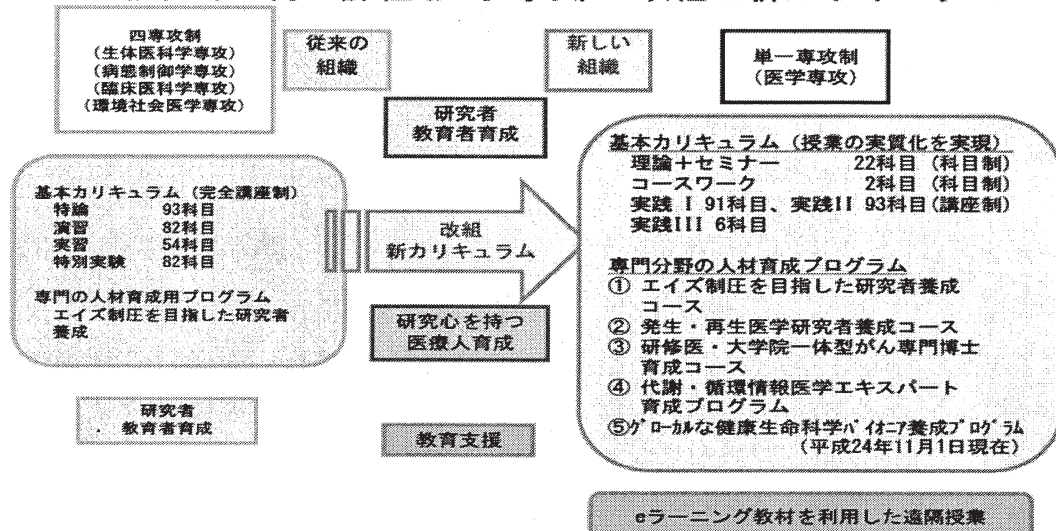 四専攻制
(生体医科学専攻)
(病態制御学専攻)
(臨床医科学専攻)
(環境社会医学専攻)
従来の
組織
新しい
組織
単一専攻制
(医学専攻)
研究者
教育者育成
基本カリキュラム (完全講座制)
特論 93科目
演習 82科目
実習 54科目
特別実験 82科目
専門の人材育成用プログラム
エイズ制圧を目指した研究者
養成
改組
新カリキュラム
基本カリキュラム (授業の実質化を実現)
理論+セミナー 22科目 (科目制)
コースワーク 2科目 (科目制)
実践 I 91科目、実践II 93科目(講座制)
実践III 6科目
専門分野の人材育成プログラム
① エイズ制圧を目指した研究者養成
コース
② 発生・再生医学研究者養成コース
③ 研修医・大学院一体型がん専門博士
育成コース
④ 代謝・循環情報医学エキスパート
育成プログラム
⑤グローカルな健康生命科学パイオニア養成プログラム
(平成24年11月1日現在)
研究心を持つ
医療人育成
研究者
教育者育成
教育支援
eラーニング教材を利用した遠隔授業